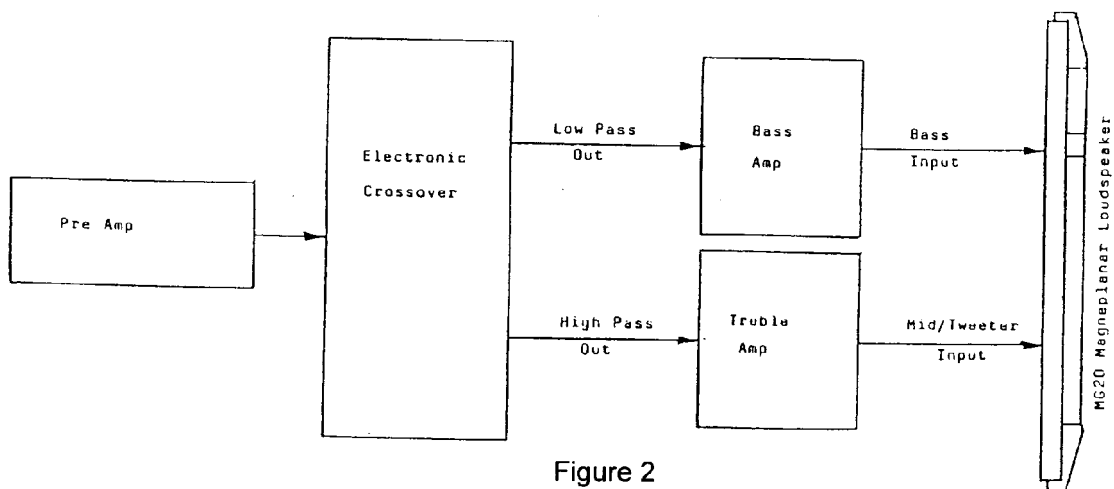 Pre Amp
Electronic
Crossover
Low Pass
Out
Bass
Amp
Bass
Input
High Pass
Out
Treble
Amp
Mid/Tweeter
Input
MG20 Magneplanar Loudspeaker
Figure 2